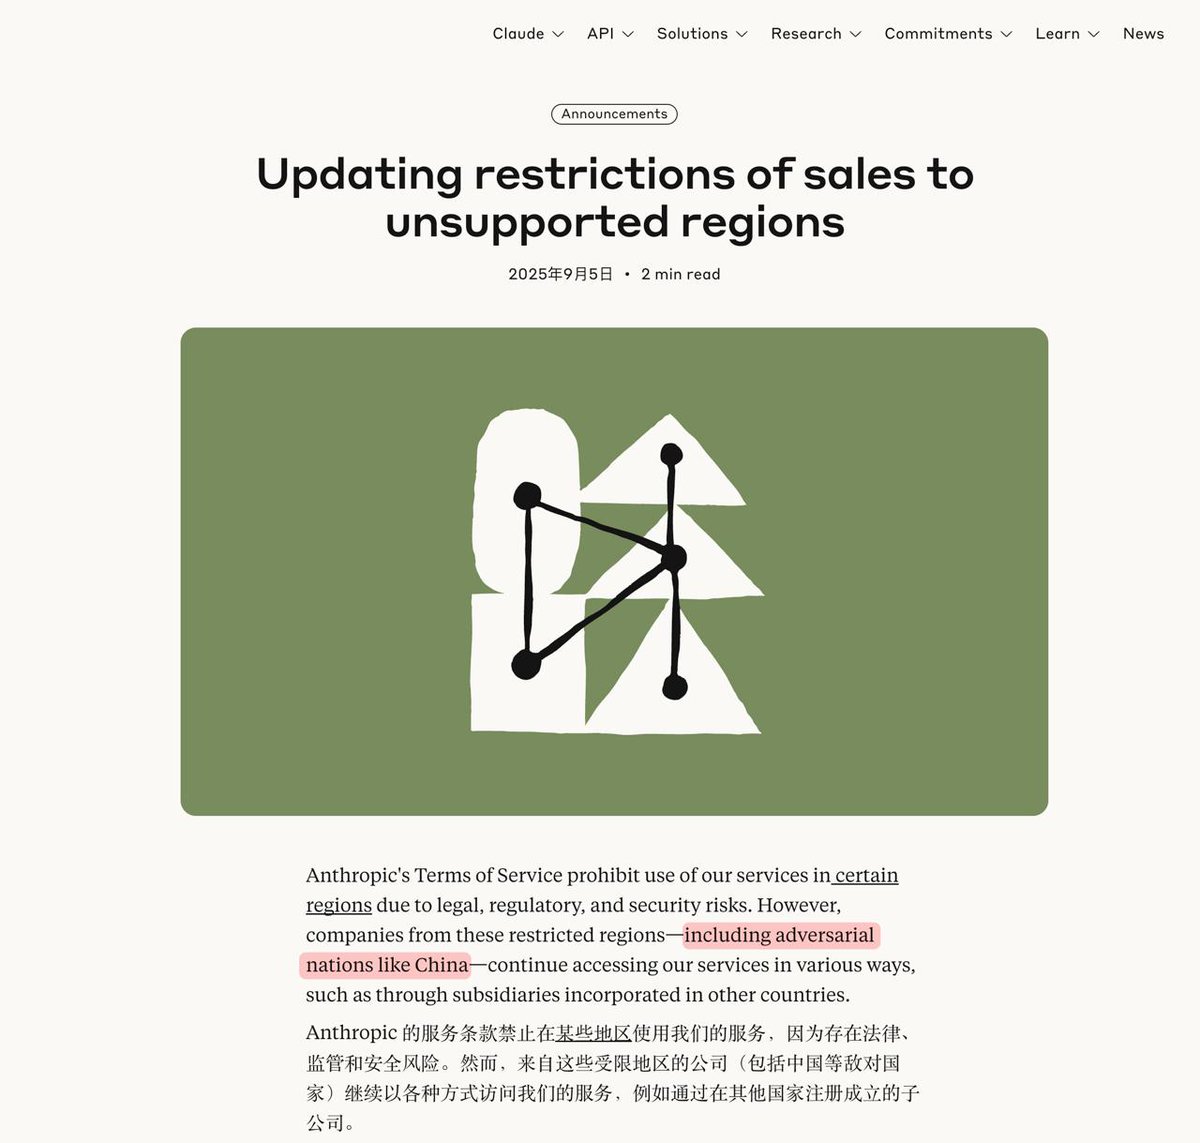 Claude API Solutions Research Commitments Learn News
Announcements
Updating restrictions of sales to
unsupported regions
2025年9月5日 • 2 min read
Anthropic's Terms of Service prohibit use of our services in certain
regions due to legal, regulatory, and security risks. However,
companies from these restricted regions—including adversarial
nations like China—continue accessing our services in various ways,
such as through subsidiaries incorporated in other countries.
Anthropic 的服务条款禁止在某些地区使用我们的服务，因为存在法律、
监管和安全风险。然而，来自这些受限地区的公司（包括中国等敌对国
家）继续以各种方式访问我们的服务，例如通过在其他国家注册成立的子
公司。